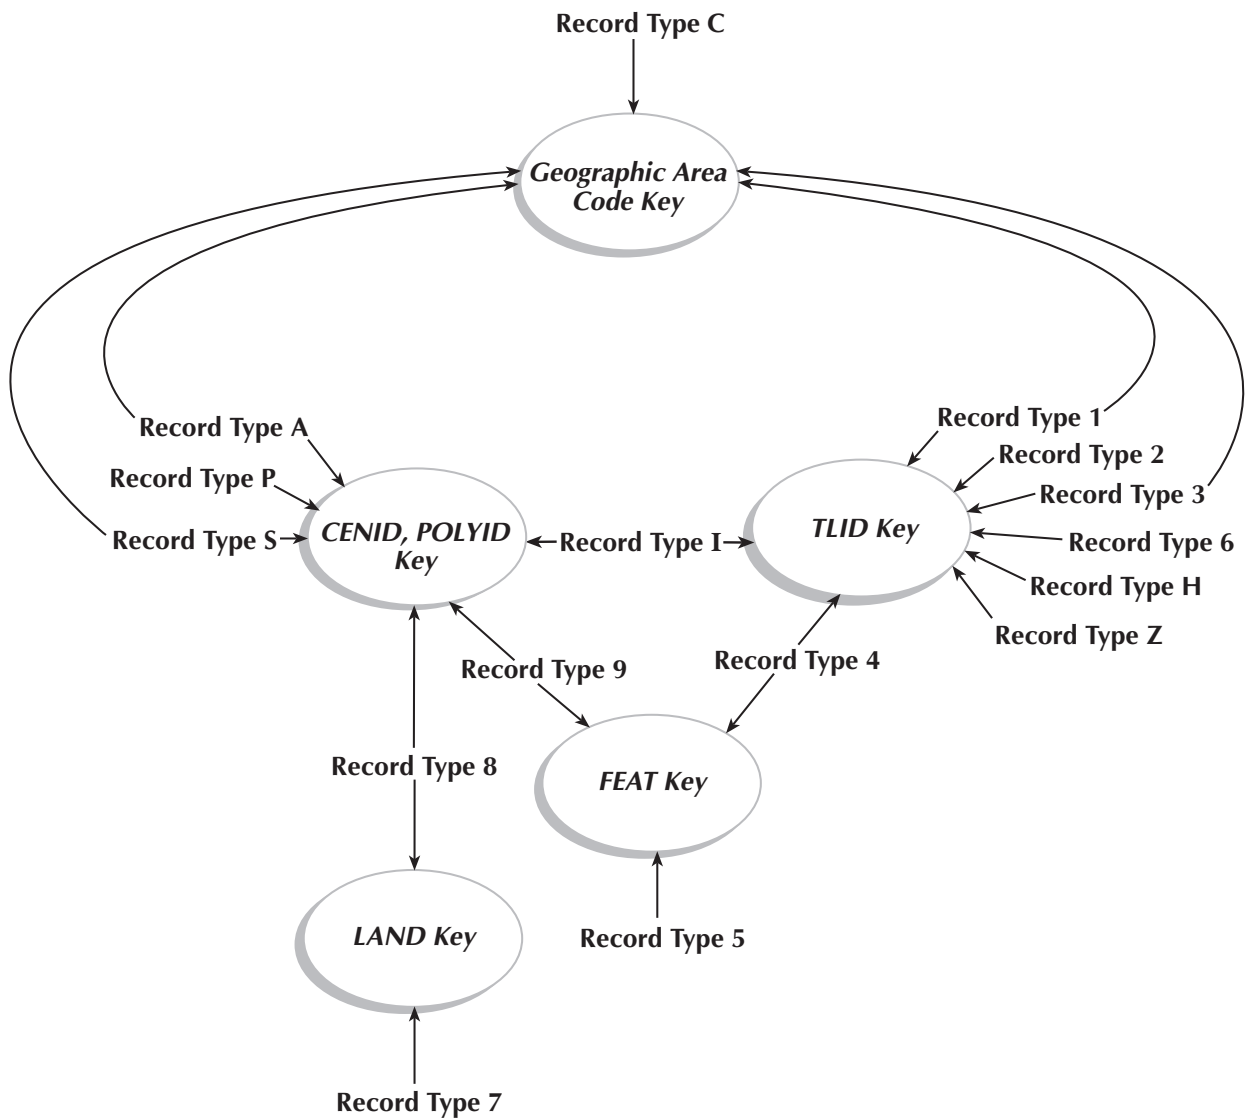 Record Type C
Geographic Area
Code Key
Record Type A
Record Type 1
Record Type 2
Record Type P
Record Type 3
Record Type S
CENID, POLYID
Key
Record Type I
TLID Key
Record Type 6
Record Type H
Record Type Z
Record Type 9
Record Type 4
Record Type 8
FEAT Key
LAND Key
Record Type 5
Record Type 7